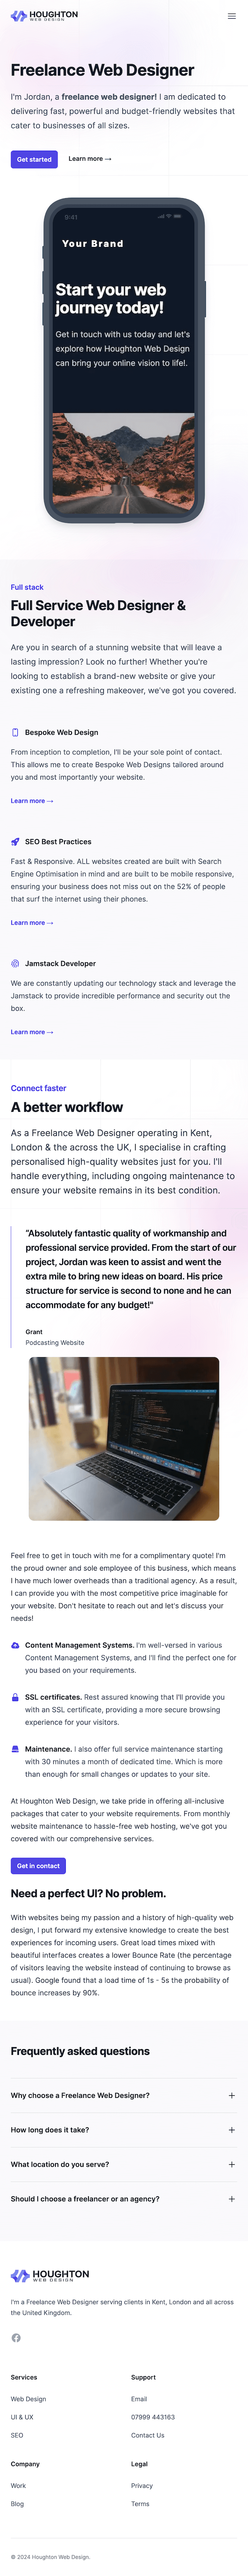 HOUGHTON
WEB DESIGN
Freelance Web Designer
I'm Jordan, a freelance web designer! I am dedicated to
delivering fast, powerful and budget-friendly websites that
cater to businesses of all sizes.
Get started
Learn more →
9:41
Your Brand
Start your web
journey today!
Get in touch with us today and let's
explore how Houghton Web Design
can bring your online vision to life!.
Full stack
Full Service Web Designer &
Developer
Are you in search of a stunning website that will leave a
lasting impression? Look no further! Whether you're
looking to establish a brand-new website or give your
existing one a refreshing makeover, we've got you covered.
Bespoke Web Design
From inception to completion, I'll be your sole point of contact.
This allows me to create Bespoke Web Designs tailored around
you and most importantly your website.
Learn more →
SEO Best Practices
Fast & Responsive. ALL websites created are built with Search
Engine Optimisation in mind and are built to be mobile responsive,
ensuring your business does not miss out on the 52% of people
that surf the internet using their phones.
Learn more →
Jamstack Developer
We are constantly updating our technology stack and leverage the
Jamstack to provide incredible performance and security out the
box.
Learn more →
Connect faster
A better workflow
As a Freelance Web Designer operating in Kent,
London & the across the UK, I specialise in crafting
personalised high-quality websites just for you. I'll
handle everything, including ongoing maintenance to
ensure your website remains in its best condition.
"Absolutely fantastic quality of workmanship and
professional service provided. From the start of our
project, Jordan was keen to assist and went the
extra mile to bring new ideas on board. His price
structure for service is second to none and he can
accommodate for any budget!"
Grant
Podcasting Website
Feel free to get in touch with me for a complimentary quote! I'm
the proud owner and sole employee of this business, which means
I have much lower overheads than a traditional agency. As a result,
I can provide you with the most competitive price imaginable for
your website. Don't hesitate to reach out and let's discuss your
needs!
Content Management Systems. I'm well-versed in various
Content Management Systems, and I'll find the perfect one for
you based on your requirements.
SSL certificates. Rest assured knowing that I'll provide you
with an SSL certificate, providing a more secure browsing
experience for your visitors.
Maintenance. I also offer full service maintenance starting
with 30 minutes a month of dedicated time. Which is more
than enough for small changes or updates to your site.
At Houghton Web Design, we take pride in offering all-inclusive
packages that cater to your website requirements. From monthly
website maintenance to hassle-free web hosting, we've got you
covered with our comprehensive services.
Get in contact
Need a perfect UI? No problem.
With websites being my passion and a history of high-quality web
design, I put forward my extensive knowledge to create the best
experiences for incoming users. Great load times mixed with
beautiful interfaces creates a lower Bounce Rate (the percentage
of visitors leaving the website instead of continuing to browse as
usual). Google found that a load time of 1s - 5s the probability of
bounce increases by 90%.
Frequently asked questions
Why choose a Freelance Web Designer?
How long does it take?
What location do you serve?
Should I choose a freelancer or an agency?
HOUGHTON
WEB DESIGN
I'm a Freelance Web Designer serving clients in Kent, London and all across
the United Kingdom.
Services
Support
Web Design
Email
UI & UX
07999 443163
SEO
Contact Us
Company
Legal
Work
Privacy
Blog
Terms
© 2024 Houghton Web Design.